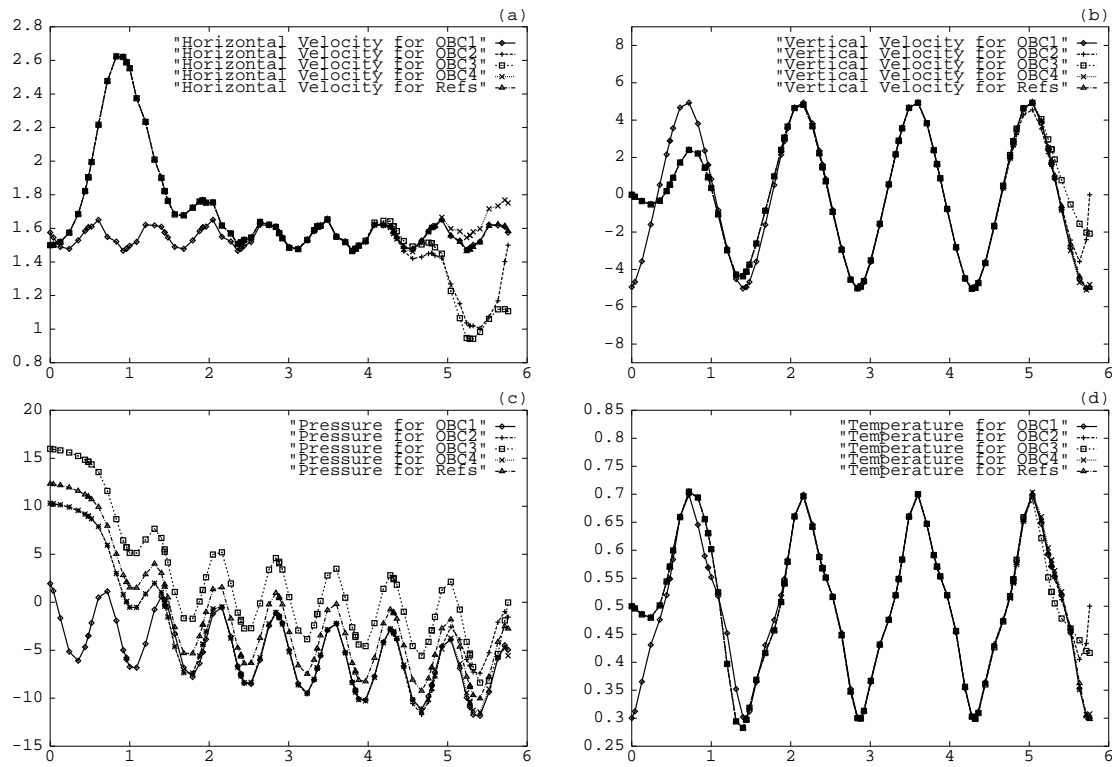 (a)
2.8
2.6
2.4
2.2
2
1.8
1.6
1.4
1.2
1
0.8
0 1 2 3 4 5 6
"Horizontal Velocity for OBC1"
"Horizontal Velocity for OBC2"
"Horizontal Velocity for OBC3"
"Horizontal Velocity for OBC4"
"Horizontal Velocity for Refs"
(b)
8
6
4
2
0
-2
-4
-6
-8
0 1 2 3 4 5 6
"Vertical Velocity for OBC1"
"Vertical Velocity for OBC2"
"Vertical Velocity for OBC3"
"Vertical Velocity for OBC4"
"Vertical Velocity for Refs"
(c)
20
15
10
5
0
-5
-10
-15
0 1 2 3 4 5 6
"Pressure for OBC1"
"Pressure for OBC2"
"Pressure for OBC3"
"Pressure for OBC4"
"Pressure for Refs"
(d)
0.85
0.8
0.75
0.7
0.65
0.6
0.55
0.5
0.45
0.4
0.35
0.3
0.25
0 1 2 3 4 5 6
"Temperature for OBC1"
"Temperature for OBC2"
"Temperature for OBC3"
"Temperature for OBC4"
"Temperature for Refs"